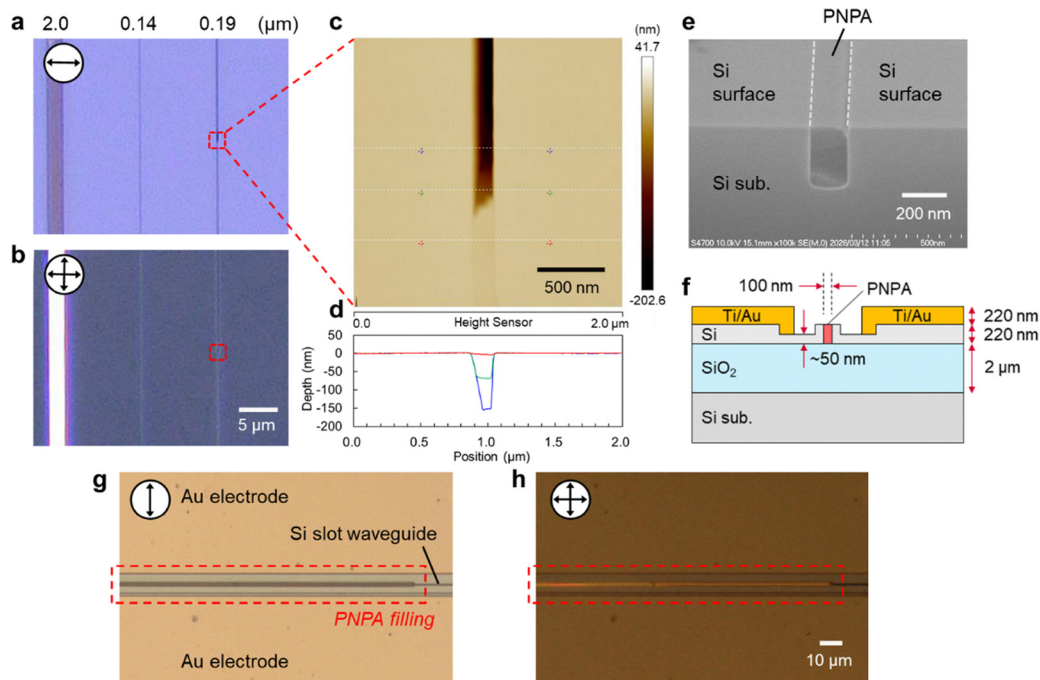 a
2.0
0.14
0.19
(μm)
b
5 μm
c
(nm)
41.7
-202.6
500 nm
0.0
Height Sensor
2.0 μm
d
Depth (nm)
50
0
-50
-100
-150
-200
0.0
0.5
1.0
1.5
2.0
Position (μm)
e
PNPA
Si
surface
Si
surface
Si sub.
200 nm
S4700 10.0kV 15.1mm x100k SE(M,0) 2026/03/12 11:05
500nm
f
100 nm
PNPA
Ti/Au
Ti/Au
220 nm
Si
220 nm
~50 nm
SiO2
2 μm
Si sub.
g
Au electrode
Si slot waveguide
PNPA filling
Au electrode
h
10 μm